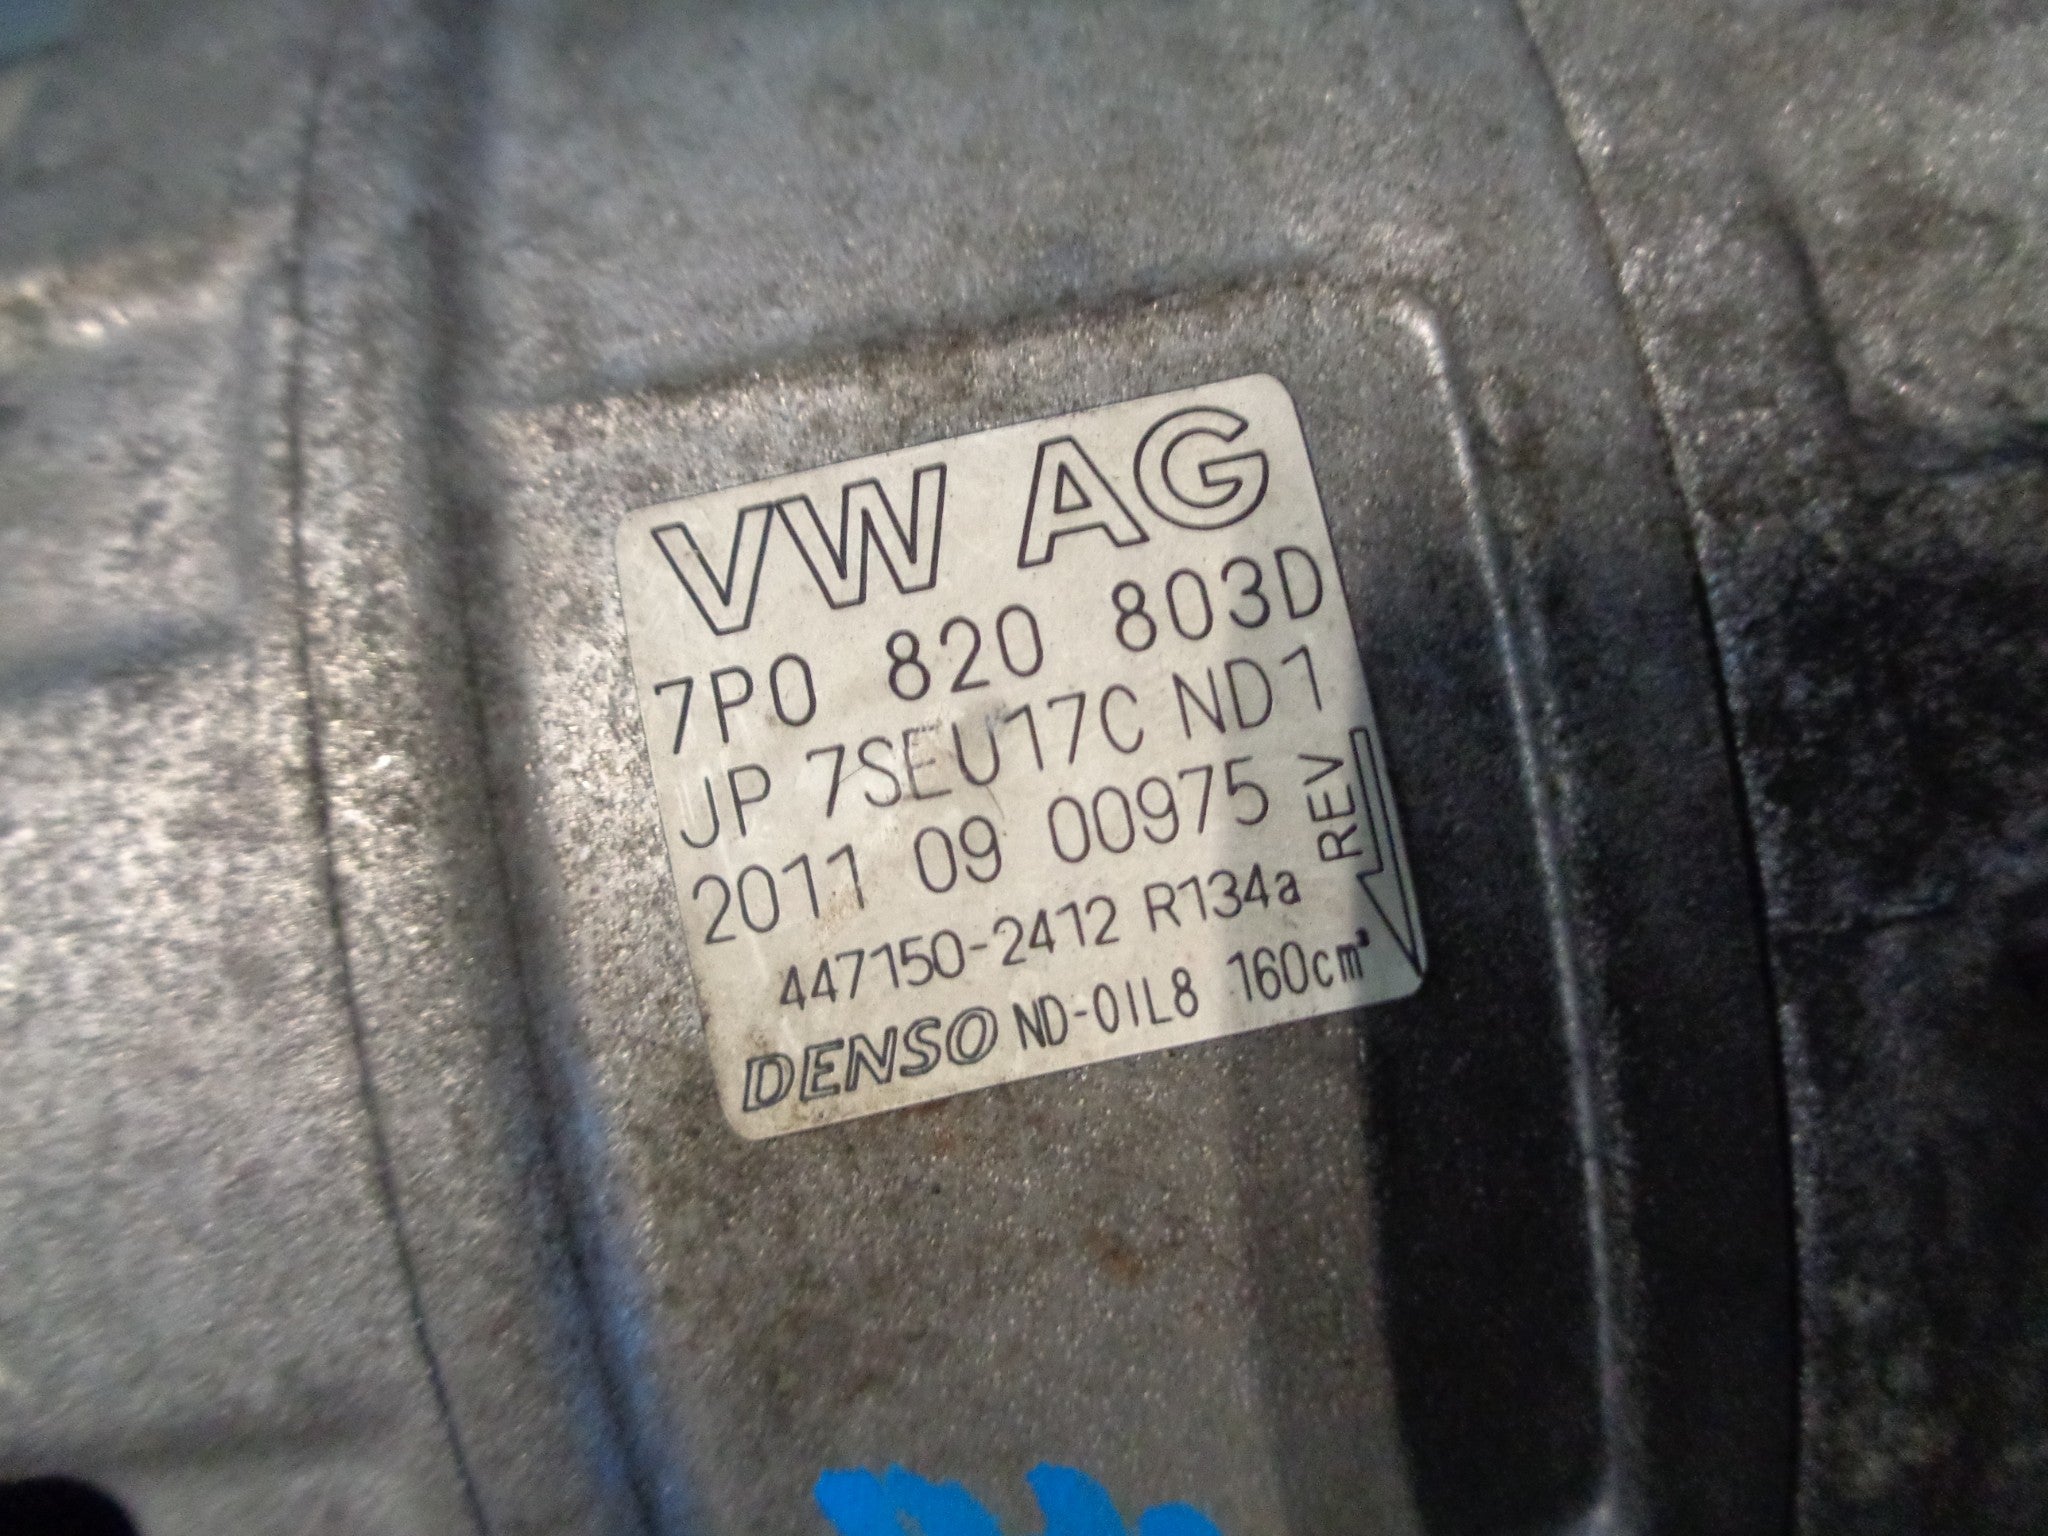 VW AG
7P0 820 803D
JP 7SEU17C ND1
2011 09 00975
REV
447150-2412 R134a
DENSO ND-OIL8 160cm³